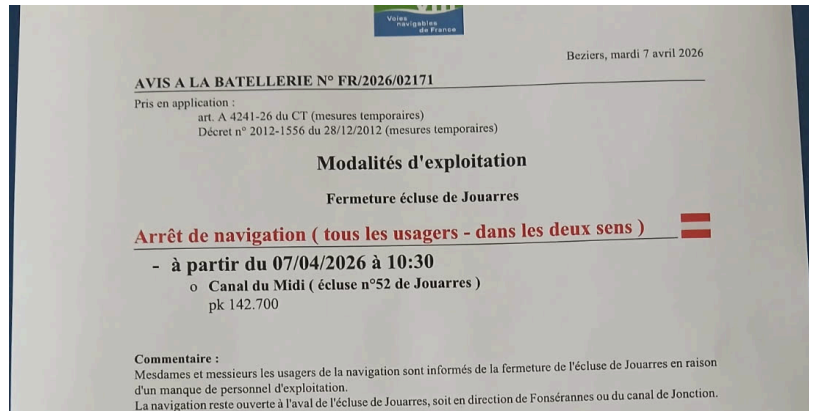 Voies
navigables
de France
Beziers, mardi 7 avril 2026
AVIS A LA BATELLERIE N° FR/2026/02171
Pris en application :
art. A 4241-26 du CT (mesures temporaires)
Décret n° 2012-1556 du 28/12/2012 (mesures temporaires)
Modalités d'exploitation
Fermeture écluse de Jouarres
Arrêt de navigation ( tous les usagers - dans les deux sens )
- à partir du 07/04/2026 à 10:30
o Canal du Midi ( écluse n°52 de Jouarres )
pk 142.700
Commentaire :
Mesdames et messieurs les usagers de la navigation sont informés de la fermeture de l'écluse de Jouarres en raison
d'un manque de personnel d'exploitation.
La navigation reste ouverte à l'aval de l'écluse de Jouarres, soit en direction de Fonsérannes ou du canal de Jonction.